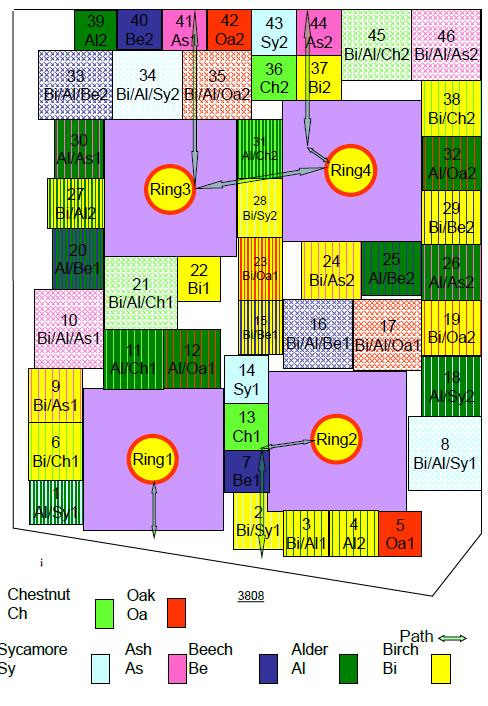 39
Al2
40
Be2
41
As1
42
Oa2
43
Sy2
44
As2
45
Bi/Al/Ch2
46
Bi/Al/As2
36
Ch2
37
Bi2
33
Bi/Al/Be2
34
Bi/Al/Sy2
35
Bi/Al/Oa2
38
Bi/Ch2
30
Al/As1
31
Al/Ch2
32
Al/Oa2
Ring3
Ring4
27
Bi/Al2
28
Bi/Sy2
29
Bi/Be2
20
Al/Be1
21
Bi/Al/Ch1
22
Bi1
23
Bi/Oa1
24
Bi/As2
25
Al/Be2
26
Al/As2
10
Bi/Al/As1
15
Bi/Be1
16
Bi/Al/Be1
17
Bi/Al/Oa1
19
Bi/Oa2
11
Al/Ch1
12
Al/Oa1
14
Sy1
18
Al/Sy2
9
Bi/As1
13
Ch1
6
Bi/Ch1
Ring1
Ring2
8
Bi/Al/Sy1
7
Be1
1
Al/Sy1
2
Bi/Sy1
3
Bi/Al1
4
Al2
5
Oa1
i
3808
Chestnut
Ch
Oak
Oa
Path
Sycamore
Sy
Ash
As
Beech
Be
Alder
Al
Birch
Bi